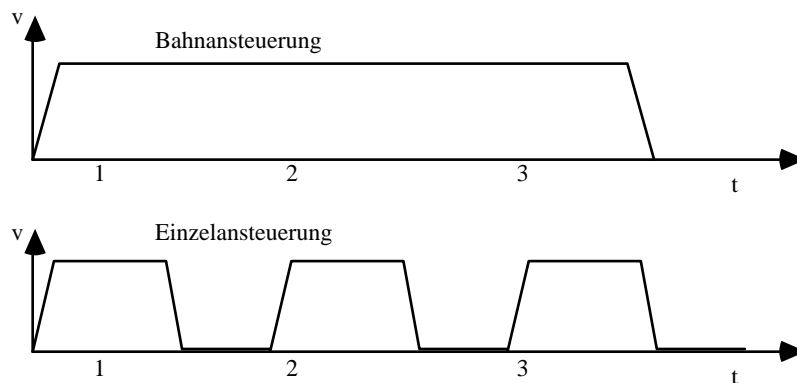 v
Bahnansteuerung
1 2 3
t
v
Einzelansteuerung
1 2 3
t